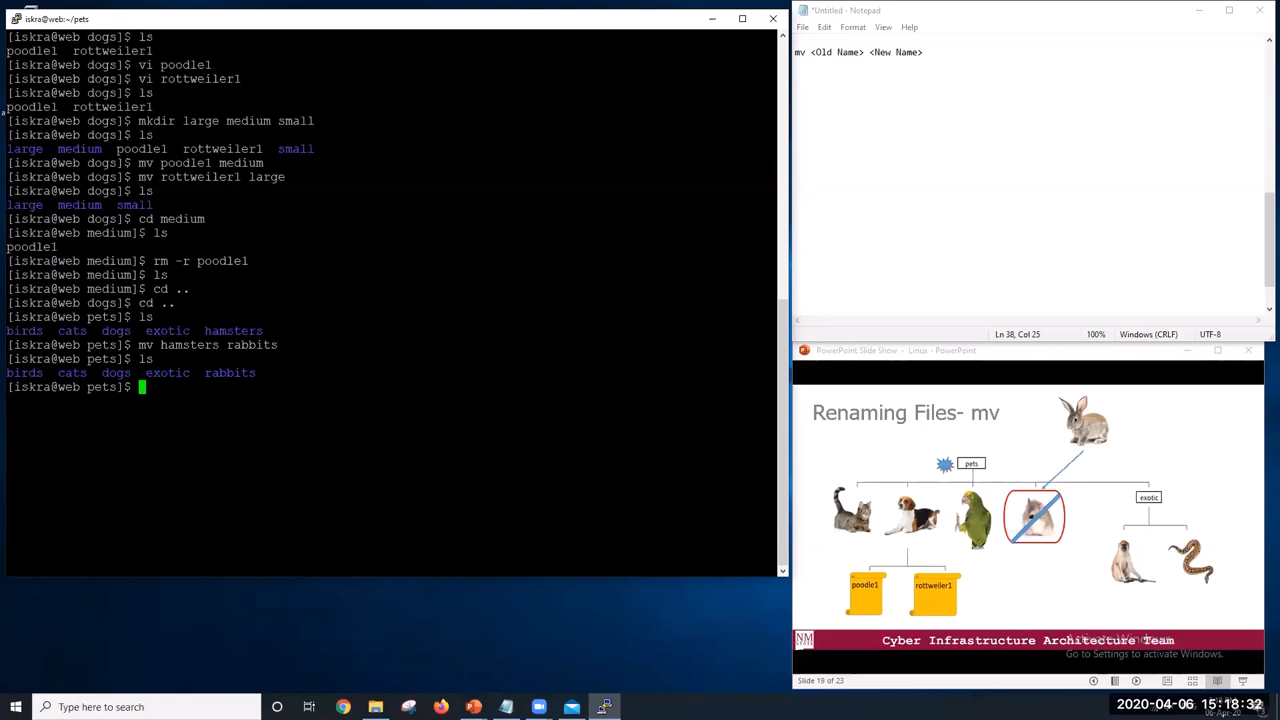 iskra@web:~/pets
[iskra@web dogs]$ ls
poodle1  rottweiler1
[iskra@web dogs]$ vi poodle1
[iskra@web dogs]$ vi rottweiler1
[iskra@web dogs]$ ls
poodle1  rottweiler1
[iskra@web dogs]$ mkdir large medium small
[iskra@web dogs]$ ls
large  medium  poodle1  rottweiler1  small
[iskra@web dogs]$ mv poodle1 medium
[iskra@web dogs]$ mv rottweiler1 large
[iskra@web dogs]$ ls
large  medium  small
[iskra@web dogs]$ cd medium
[iskra@web medium]$ ls
poodle1
[iskra@web medium]$ rm -r poodle1
[iskra@web medium]$ ls
[iskra@web medium]$ cd ..
[iskra@web dogs]$ cd ..
[iskra@web pets]$ ls
birds  cats  dogs  exotic  hamsters
[iskra@web pets]$ mv hamsters rabbits
[iskra@web pets]$ ls
birds  cats  dogs  exotic  rabbits
[iskra@web pets]$
*Untitled - Notepad
File Edit Format View Help
mv <Old Name> <New Name>
Ln 38, Col 25 100% Windows (CRLF) UTF-8
PowerPoint Slide Show - Linux - PowerPoint
Renaming Files- mv
pets
exotic
poodle1
rottweiler1
NM
Cyber Infrastructure Architecture Team
Activate Windows
Go to Settings to activate Windows.
Slide 19 of 23
Type here to search
2020-04-06 15:18:32